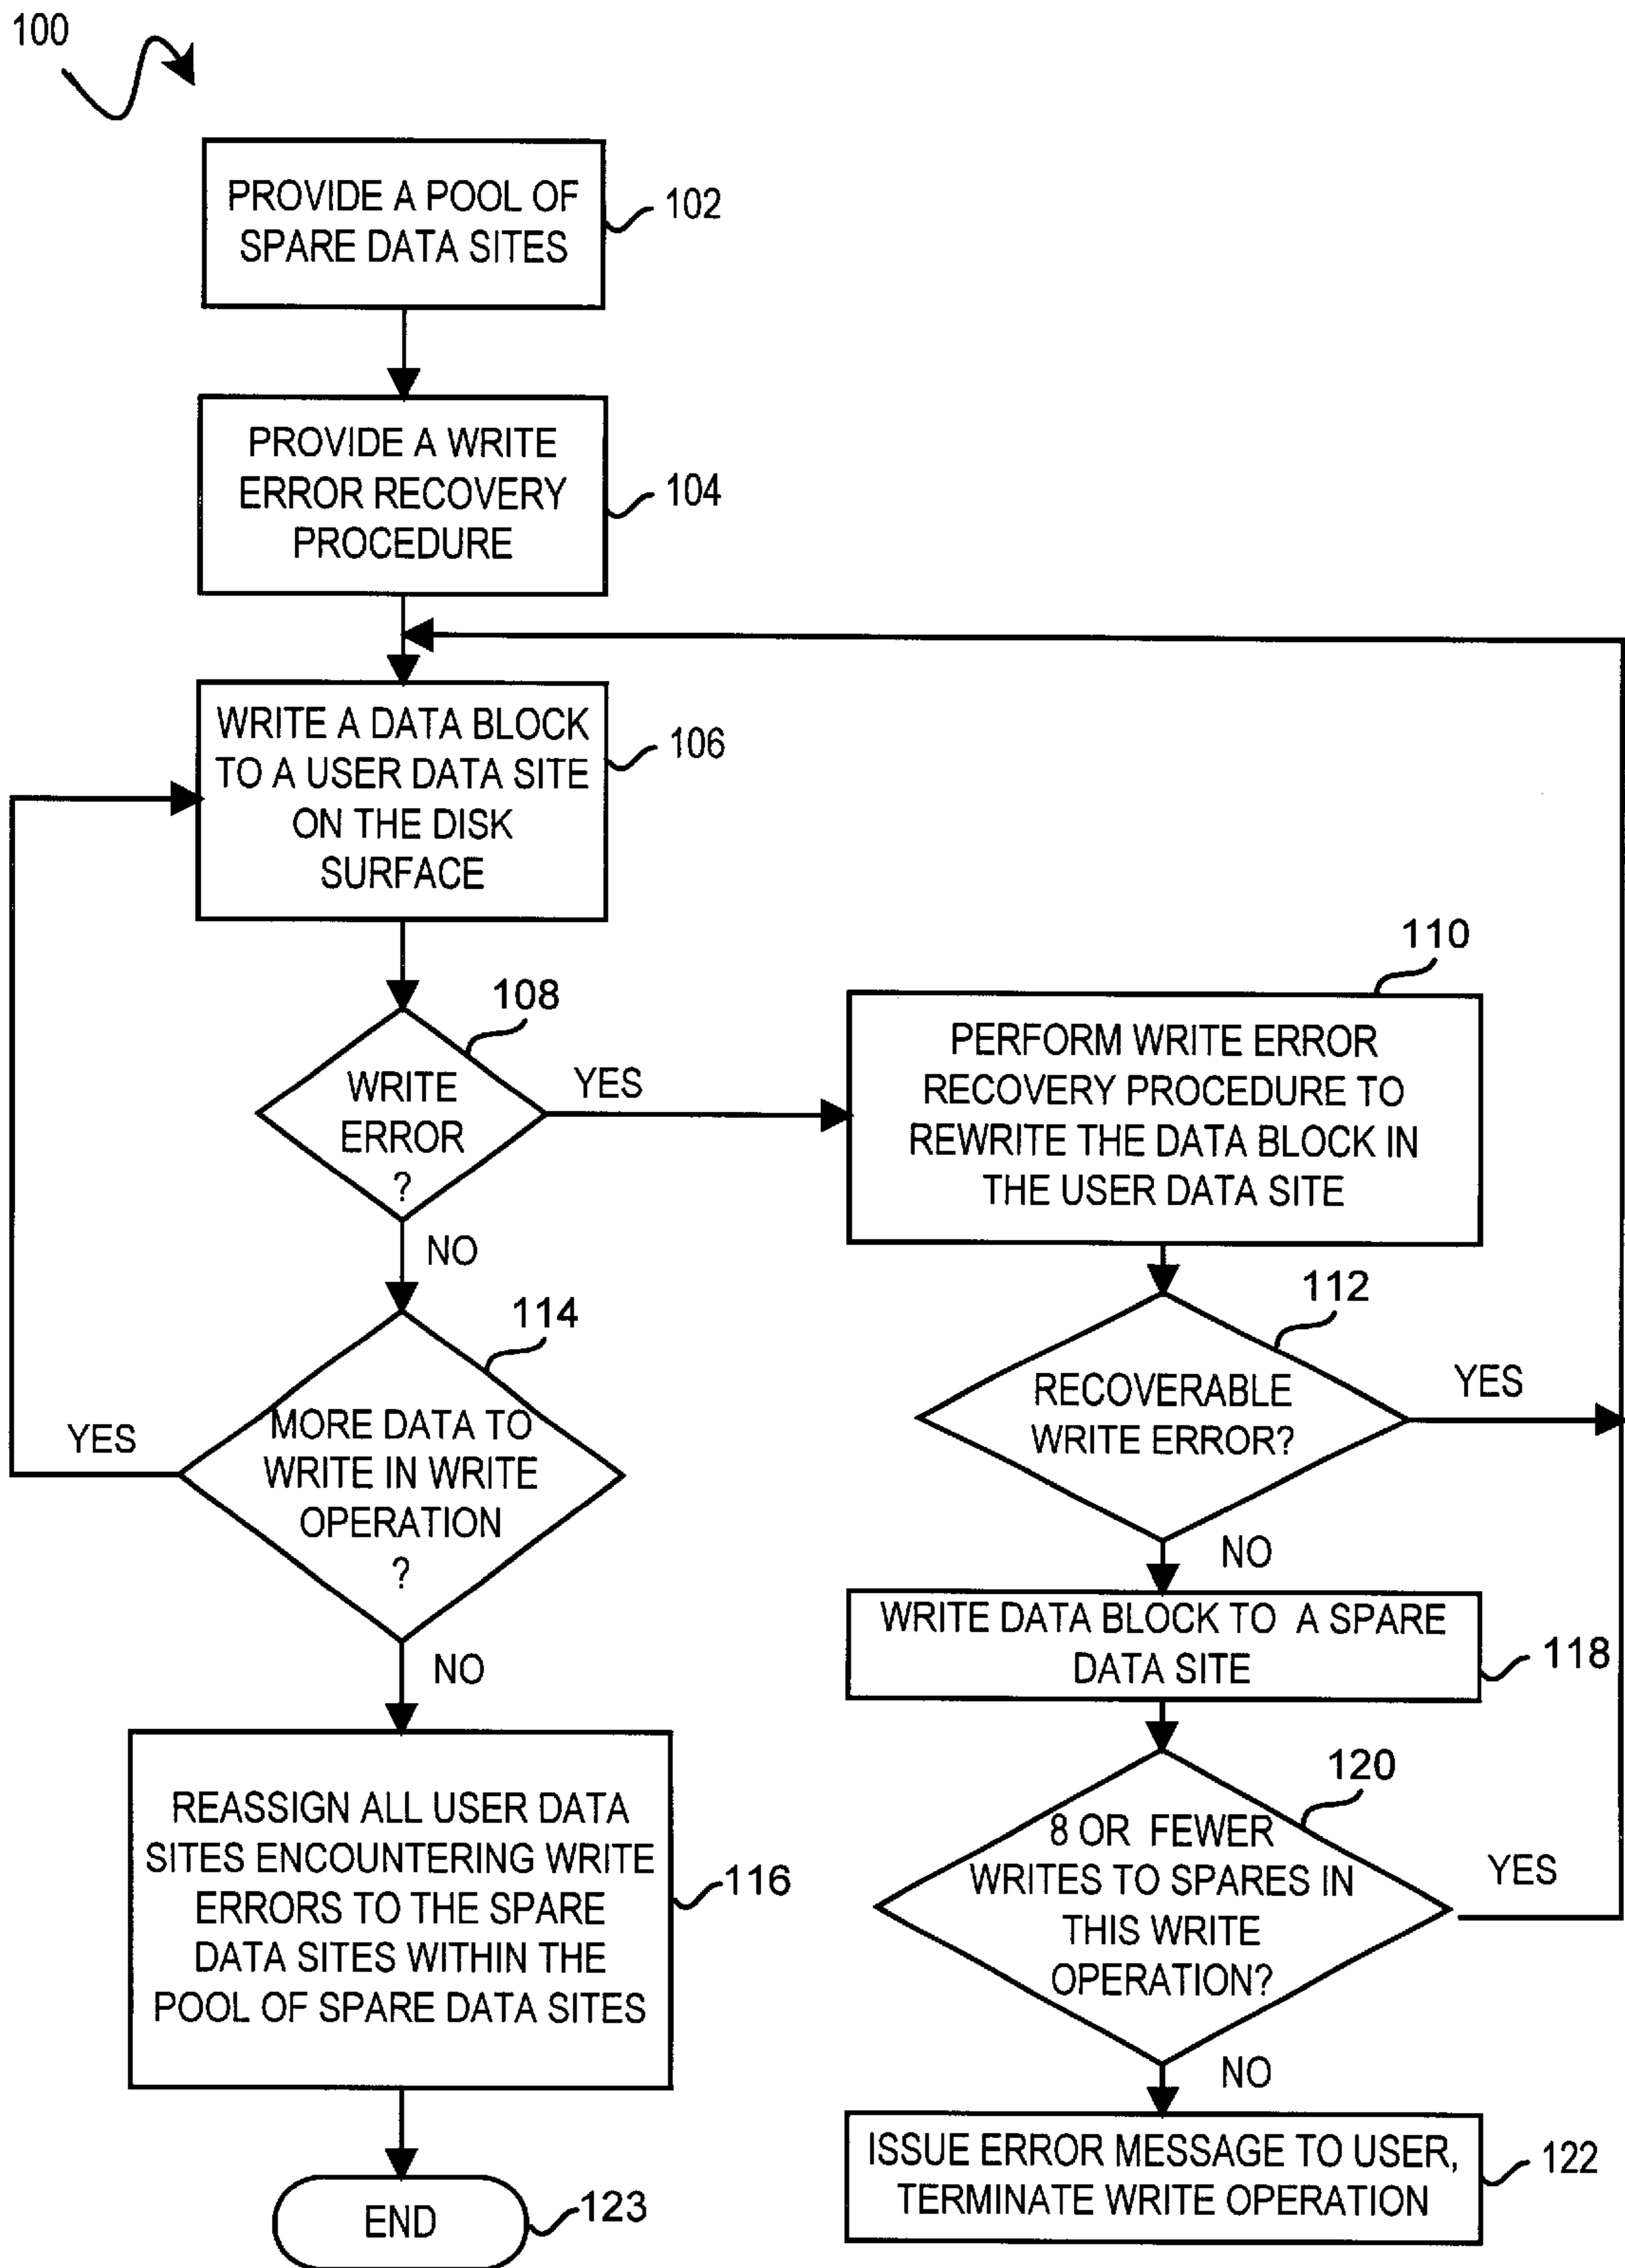 100
PROVIDE A POOL OF
SPARE DATA SITES
102
PROVIDE A WRITE
ERROR RECOVERY
PROCEDURE
104
WRITE A DATA BLOCK
TO A USER DATA SITE
ON THE DISK
SURFACE
106
108
WRITE
ERROR
?
YES
NO
110
PERFORM WRITE ERROR
RECOVERY PROCEDURE TO
REWRITE THE DATA BLOCK IN
THE USER DATA SITE
112
RECOVERABLE
WRITE ERROR?
YES
NO
114
MORE DATA TO
WRITE IN WRITE
OPERATION
?
YES
NO
WRITE DATA BLOCK TO A SPARE
DATA SITE
118
REASSIGN ALL USER DATA
SITES ENCOUNTERING WRITE
ERRORS TO THE SPARE
DATA SITES WITHIN THE
POOL OF SPARE DATA SITES
116
120
8 OR FEWER
WRITES TO SPARES IN
THIS WRITE
OPERATION?
YES
NO
ISSUE ERROR MESSAGE TO USER,
TERMINATE WRITE OPERATION
122
END
123